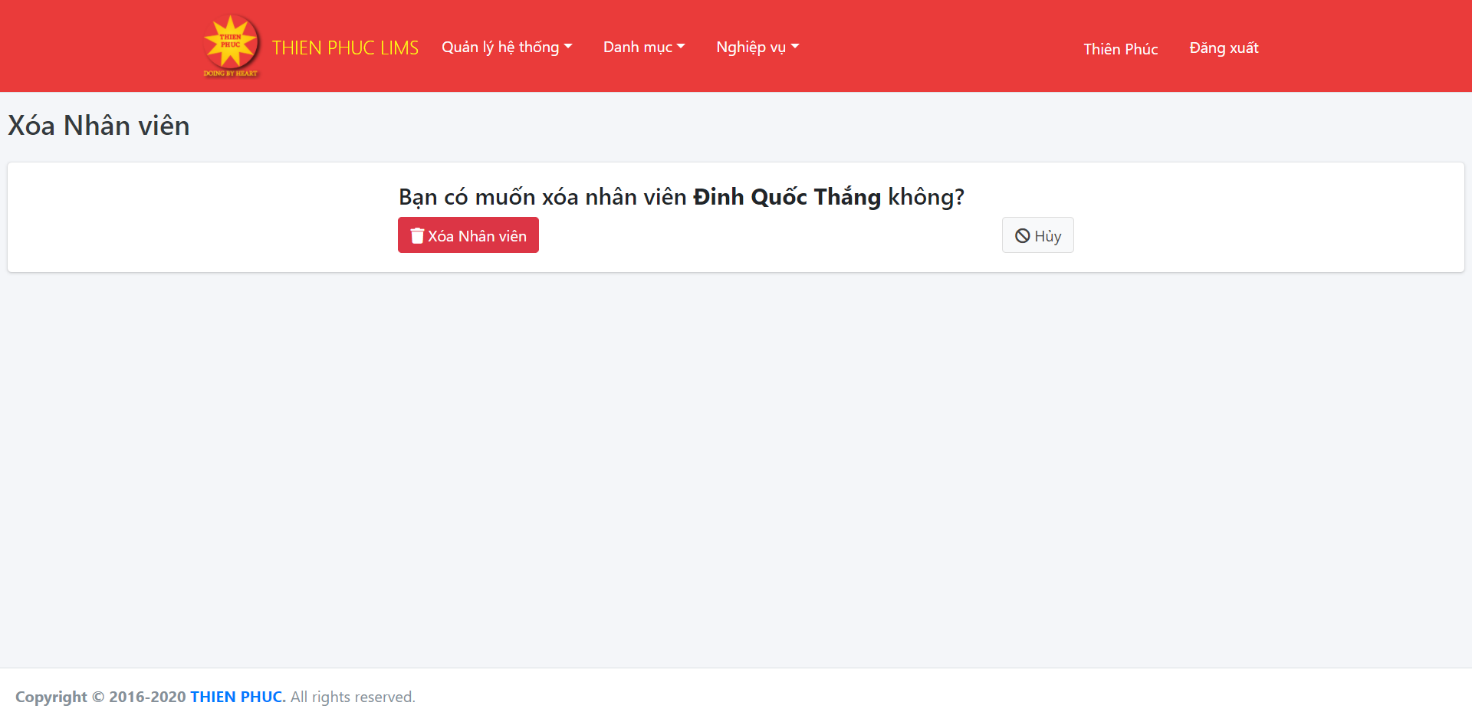 THIEN PHUC
DOING BY HEART
THIEN PHUC LIMS Quản lý hệ thống Danh mục Nghiệp vụ Thiên Phúc Đăng xuất
Xóa Nhân viên
Bạn có muốn xóa nhân viên Đinh Quốc Thắng không?
Xóa Nhân viên Hủy
Copyright © 2016-2020 THIEN PHUC. All rights reserved.